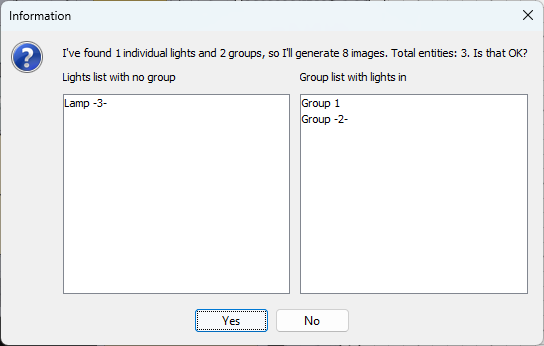 Information
I've found 1 individual lights and 2 groups, so I'll generate 8 images. Total entities: 3. Is that OK?
Lights list with no group
Group list with lights in
Lamp -3-
Group 1
Group -2-
Yes
No